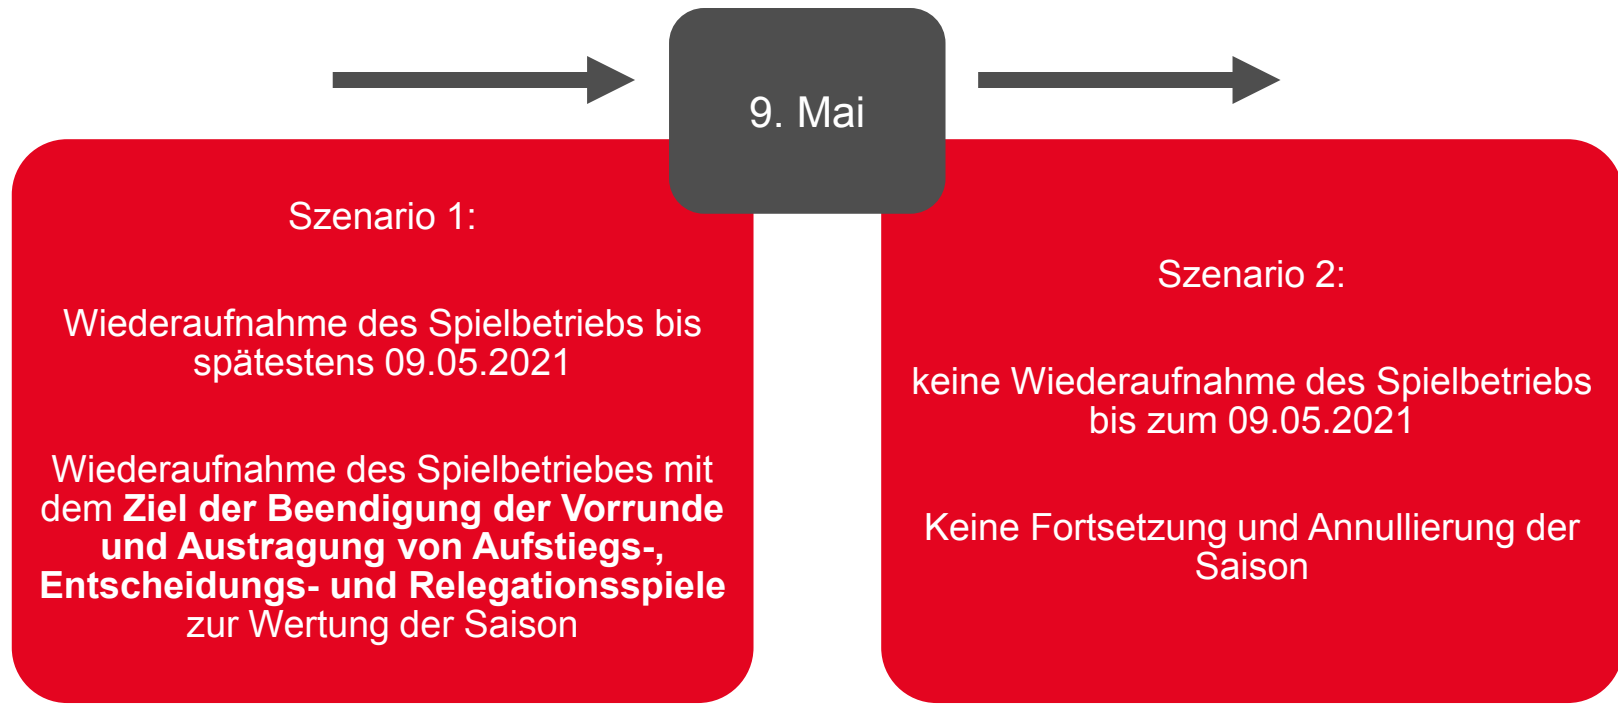 9. Mai
Szenario 1:
Wiederaufnahme des Spielbetriebs bis
spätestens 09.05.2021
Wiederaufnahme des Spielbetriebes mit
dem Ziel der Beendigung der Vorrunde
und Austragung von Aufstiegs-,
Entscheidungs- und Relegationsspiele
zur Wertung der Saison
Szenario 2:
keine Wiederaufnahme des Spielbetriebs
bis zum 09.05.2021
Keine Fortsetzung und Annullierung der
Saison